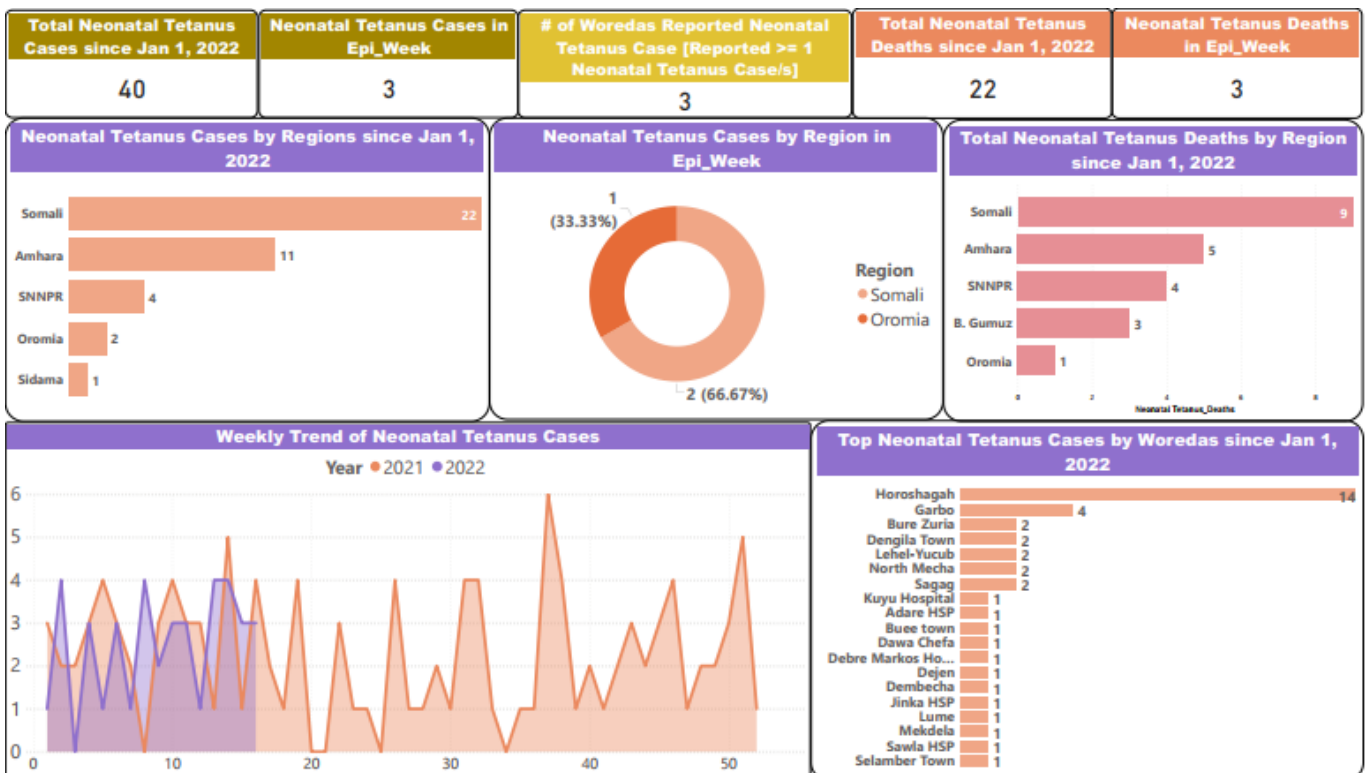 Total Neonatal Tetanus
Cases since Jan 1, 2022
40
Neonatal Tetanus Cases in
Epi_Week
3
# of Woredas Reported Neonatal
Tetanus Case [Reported >= 1
Neonatal Tetanus Case/s]
3
Total Neonatal Tetanus
Deaths since Jan 1, 2022
22
Neonatal Tetanus Deaths
in Epi_Week
3
Neonatal Tetanus Cases by Regions since Jan 1,
2022
Somali 22
Amhara 11
SNNPR 4
Oromia 2
Sidama 1
Neonatal Tetanus Cases by Region in
Epi_Week
1
(33.33%)
2 (66.67%)
Region
Somali
Oromia
Total Neonatal Tetanus Deaths by Region
since Jan 1, 2022
Somali 9
Amhara 5
SNNPR 4
B. Gumuz 3
Oromia 1
0 2 4 6 8
Neonatal Tetanus_Deaths
Weekly Trend of Neonatal Tetanus Cases
Year 2021 2022
6
5
4
3
2
1
0
0 10 20 30 40 50
Top Neonatal Tetanus Cases by Woredas since Jan 1,
2022
Horoshagah 14
Garbo 4
Bure Zuria 2
Dengila Town 2
Lehel-Yucub 2
North Mecha 2
Sagag 2
Kuyu Hospital 1
Adare HSP 1
Buee town 1
Dawa Chefa 1
Debre Markos Ho... 1
Dejen 1
Dembecha 1
Jinka HSP 1
Lume 1
Mekdela 1
Sawla HSP 1
Selamber Town 1